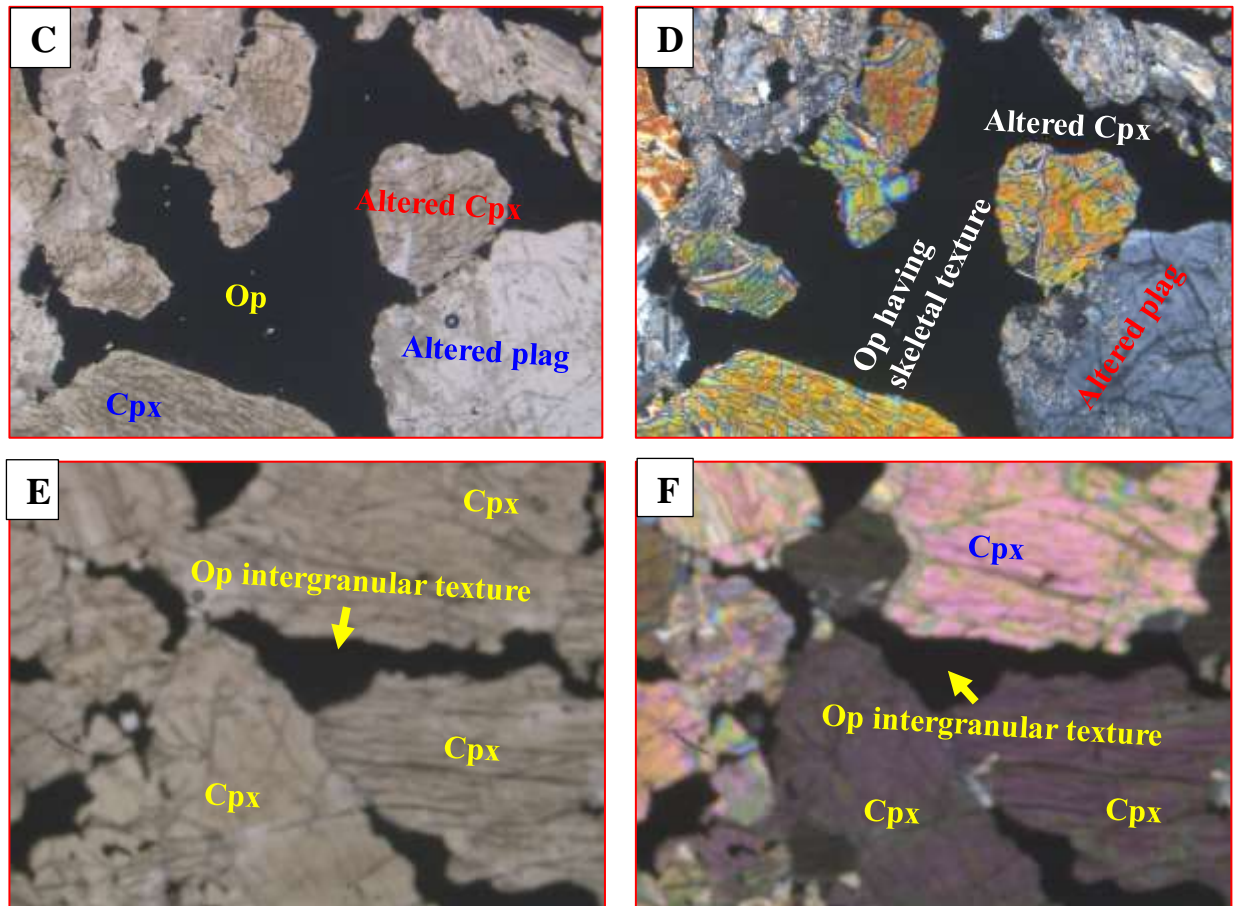 C
Altered Cpx
Op
Altered plag
Cpx
D
Altered Cpx
Op having
skeletal texture
Altered plag
E
Cpx
Op intergranular texture
Cpx
Cpx
F
Cpx
Op intergranular texture
Cpx
Cpx